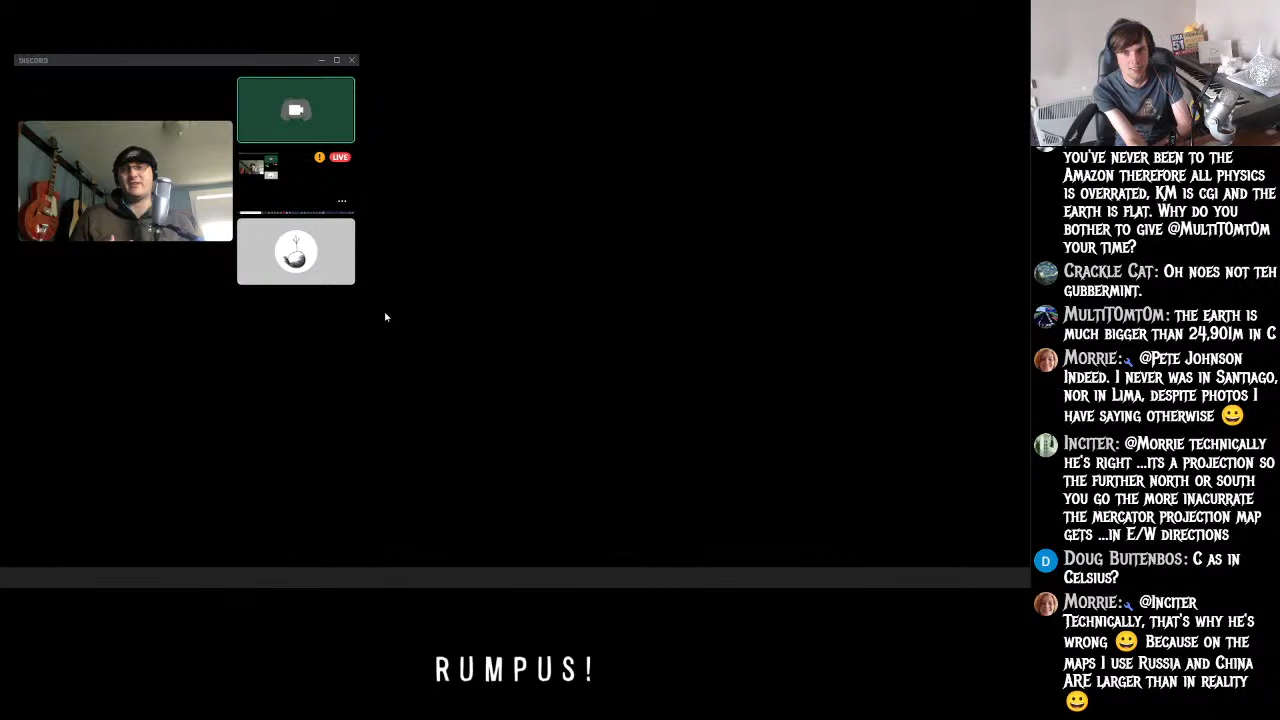 DISCORD
LIVE
AREA
51
YOU'VE NEVER BEEN TO THE
AMAZON THEREFORE ALL PHYSICS
IS OVERRATED, KM IS CGI AND THE
EARTH IS FLAT. WHY DO YOU
BOTHER TO GIVE @MULTITOMTOM
YOUR TIME?
CRACKLE CAT: OH NOES NOT TEH
GUBBERMINT.
MULTITOMTOM: THE EARTH IS
MUCH BIGGER THAN 24,901M IN C
MORRIE: @PETE JOHNSON
INDEED. I NEVER WAS IN SANTIAGO,
NOR IN LIMA, DESPITE PHOTOS I
HAVE SAYING OTHERWISE 😀
INCITER: @MORRIE TECHNICALLY
HE'S RIGHT ...ITS A PROJECTION SO
THE FURTHER NORTH OR SOUTH
YOU GO THE MORE INACURRATE
THE MERCATOR PROJECTION MAP
GETS ...IN E/W DIRECTIONS
D
DOUG BUITENBOS: C AS IN
CELSIUS?
MORRIE: @INCITER
TECHNICALLY, THAT'S WHY HE'S
WRONG 😀 BECAUSE ON THE
MAPS I USE RUSSIA AND CHINA
ARE LARGER THAN IN REALITY
😀
RUMPUS!